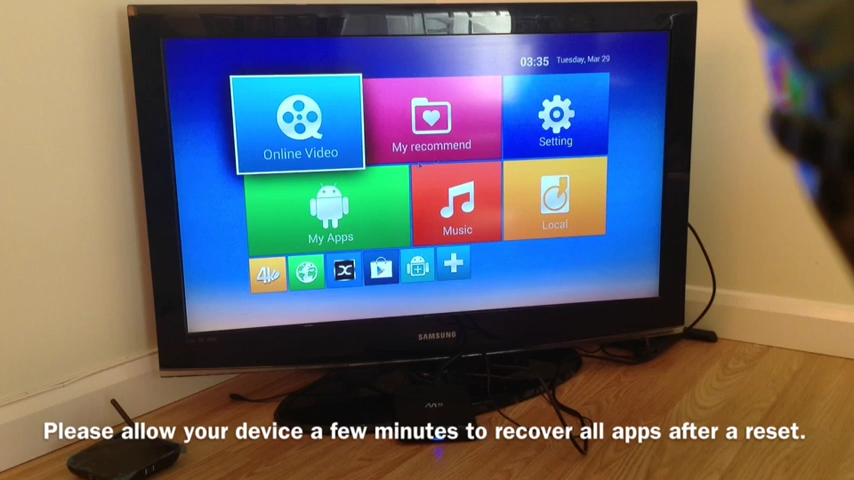 03:35 Tuesday, Mar 29
Online Video
My recommend
Setting
My Apps
Music
Local
4K
SAMSUNG
Please allow your device a few minutes to recover all apps after a reset.